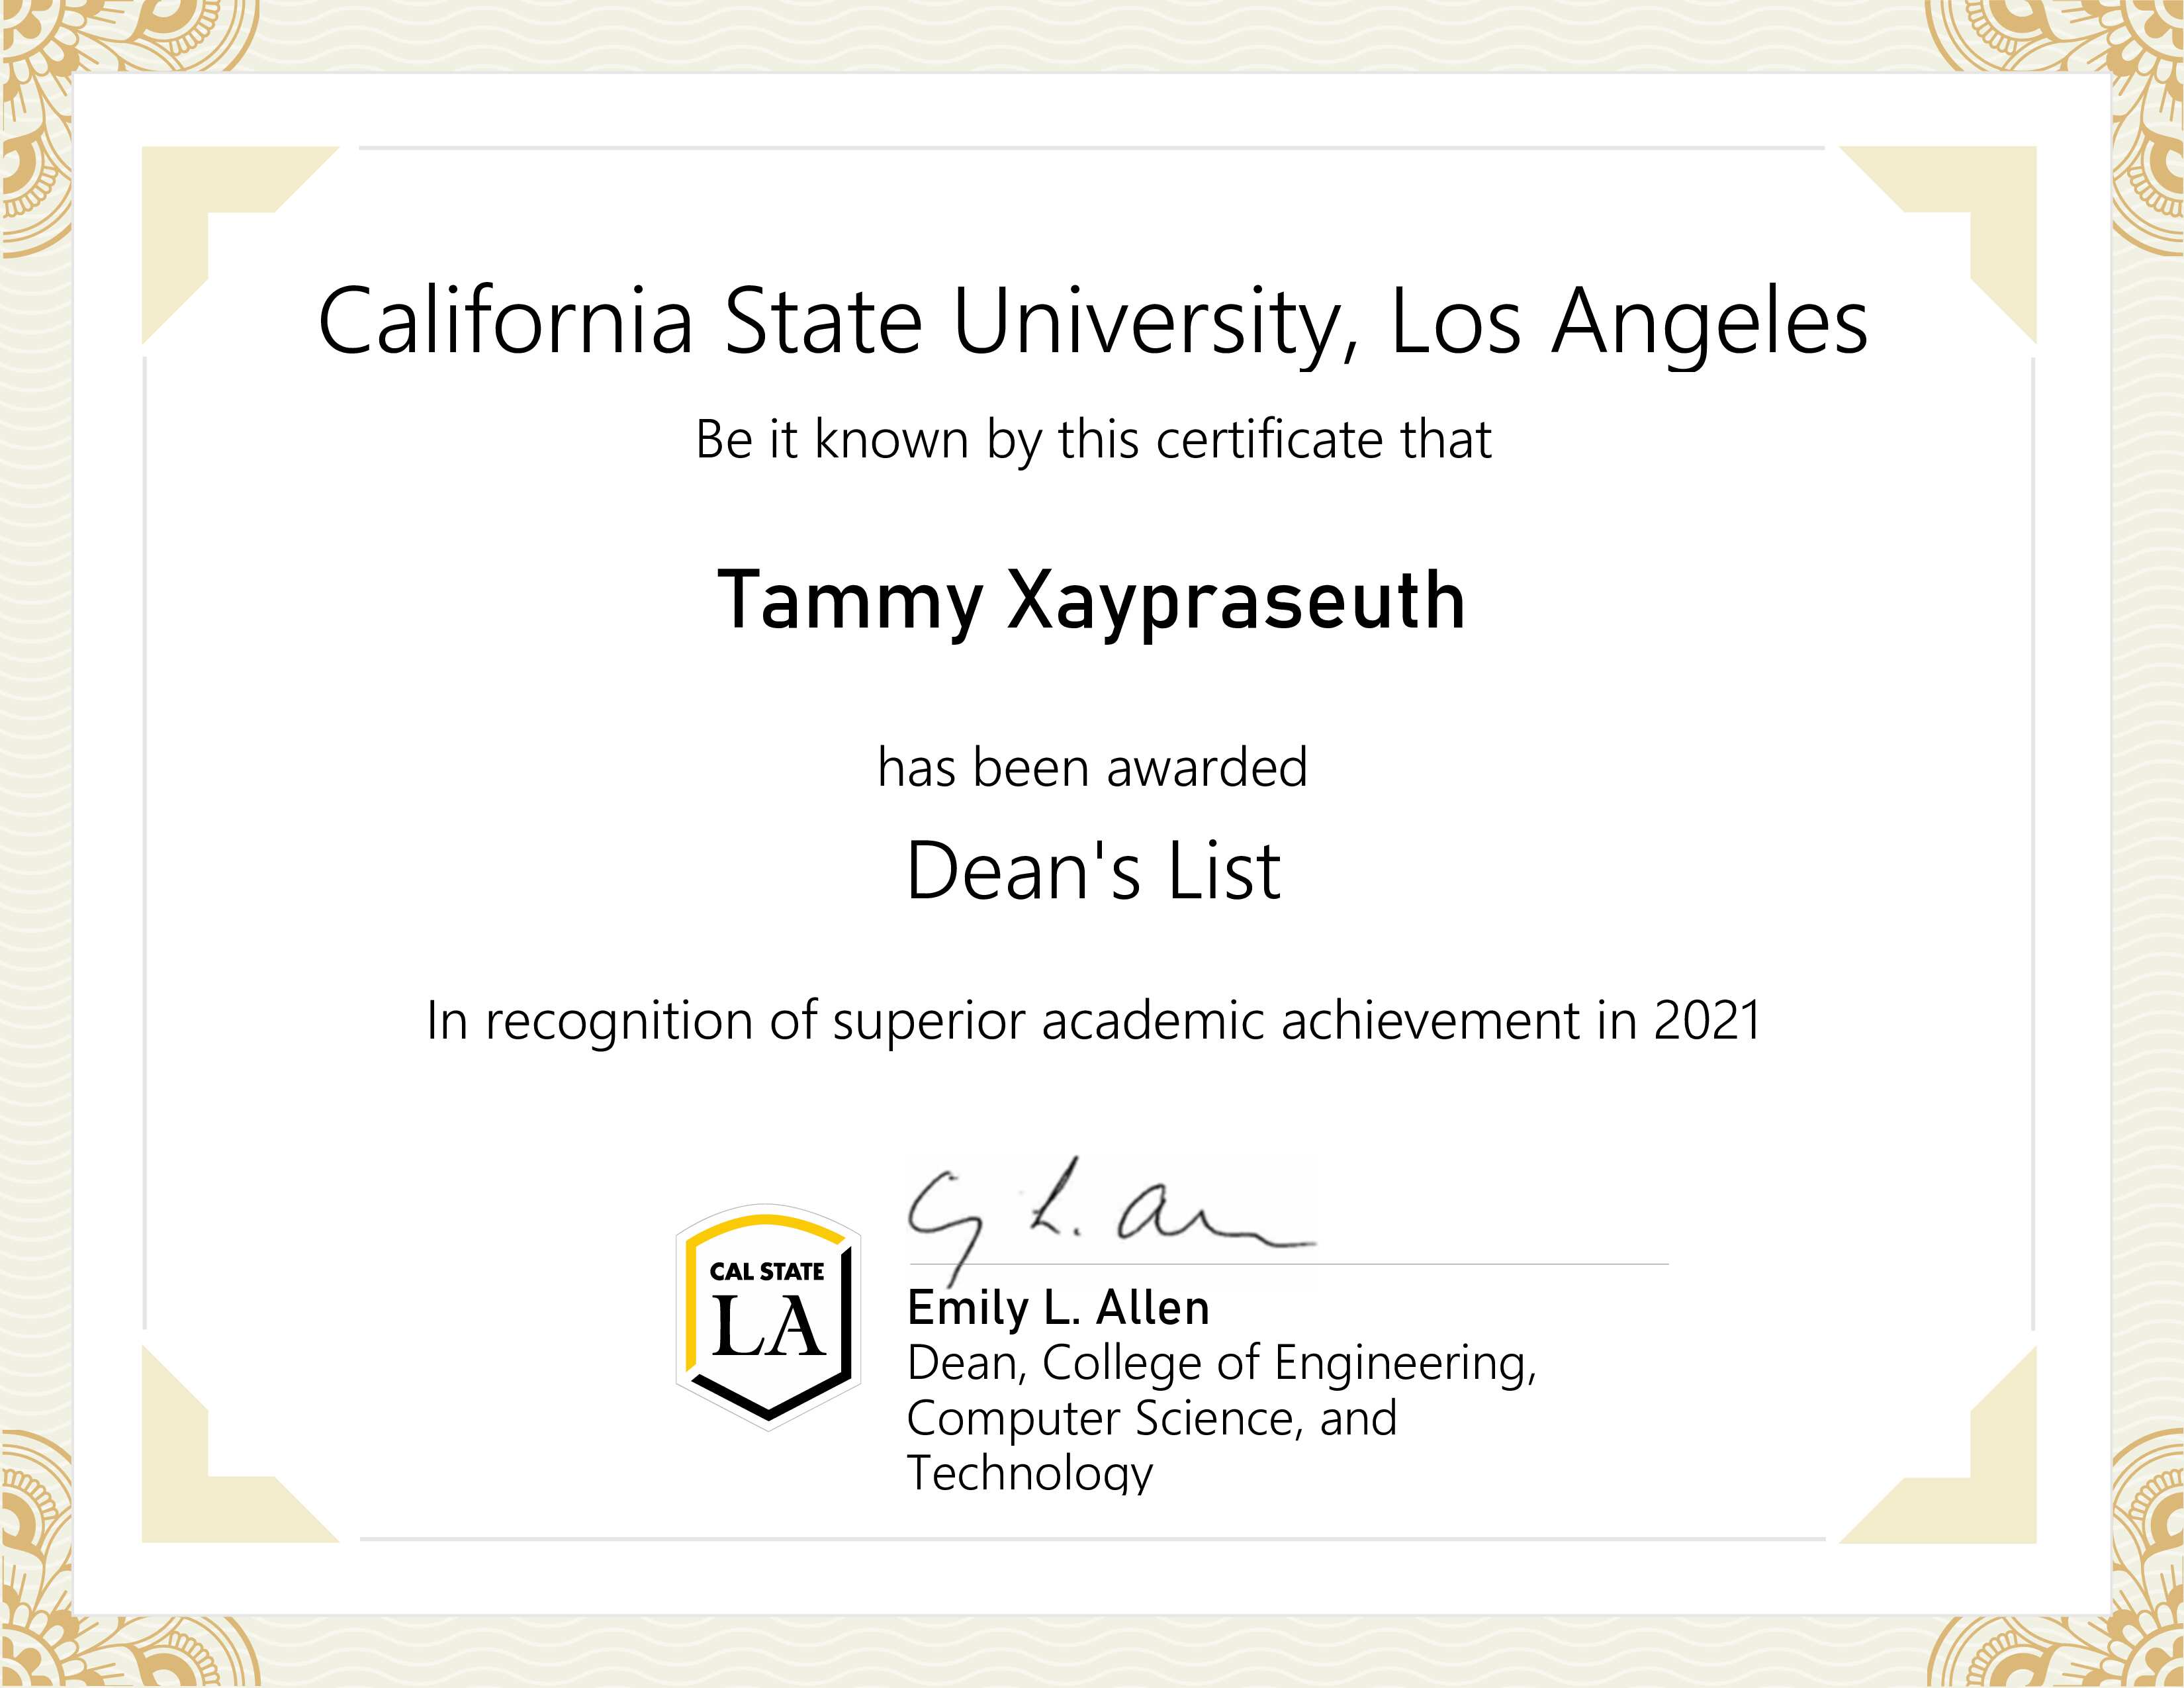 California State University, Los Angeles
Be it known by this certificate that
Tammy Xaypraseuth
has been awarded
Dean's List
In recognition of superior academic achievement in 2021
CAL STATE
LA
Emily L. Allen
Dean, College of Engineering,
Computer Science, and
Technology